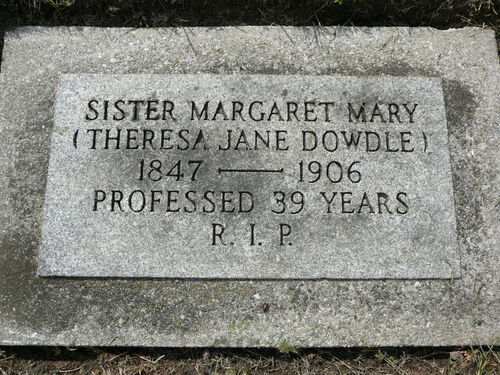 SISTER MARGARET MARY
(THERESA JANE DOWDLE)
1847 — 1906
PROFESSED 39 YEARS
R. I. P.